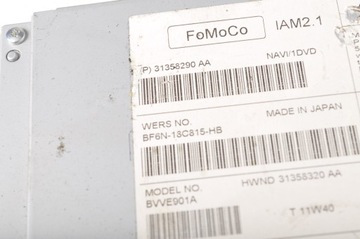 FoMoCo IAM2.1
(P) 31358290 AA NAVI/1DVD
WERS NO. MADE IN JAPAN
BF6N-18C815-HB
MODEL NO. HWND 31358320 AA
BVVE901A
T 11W40